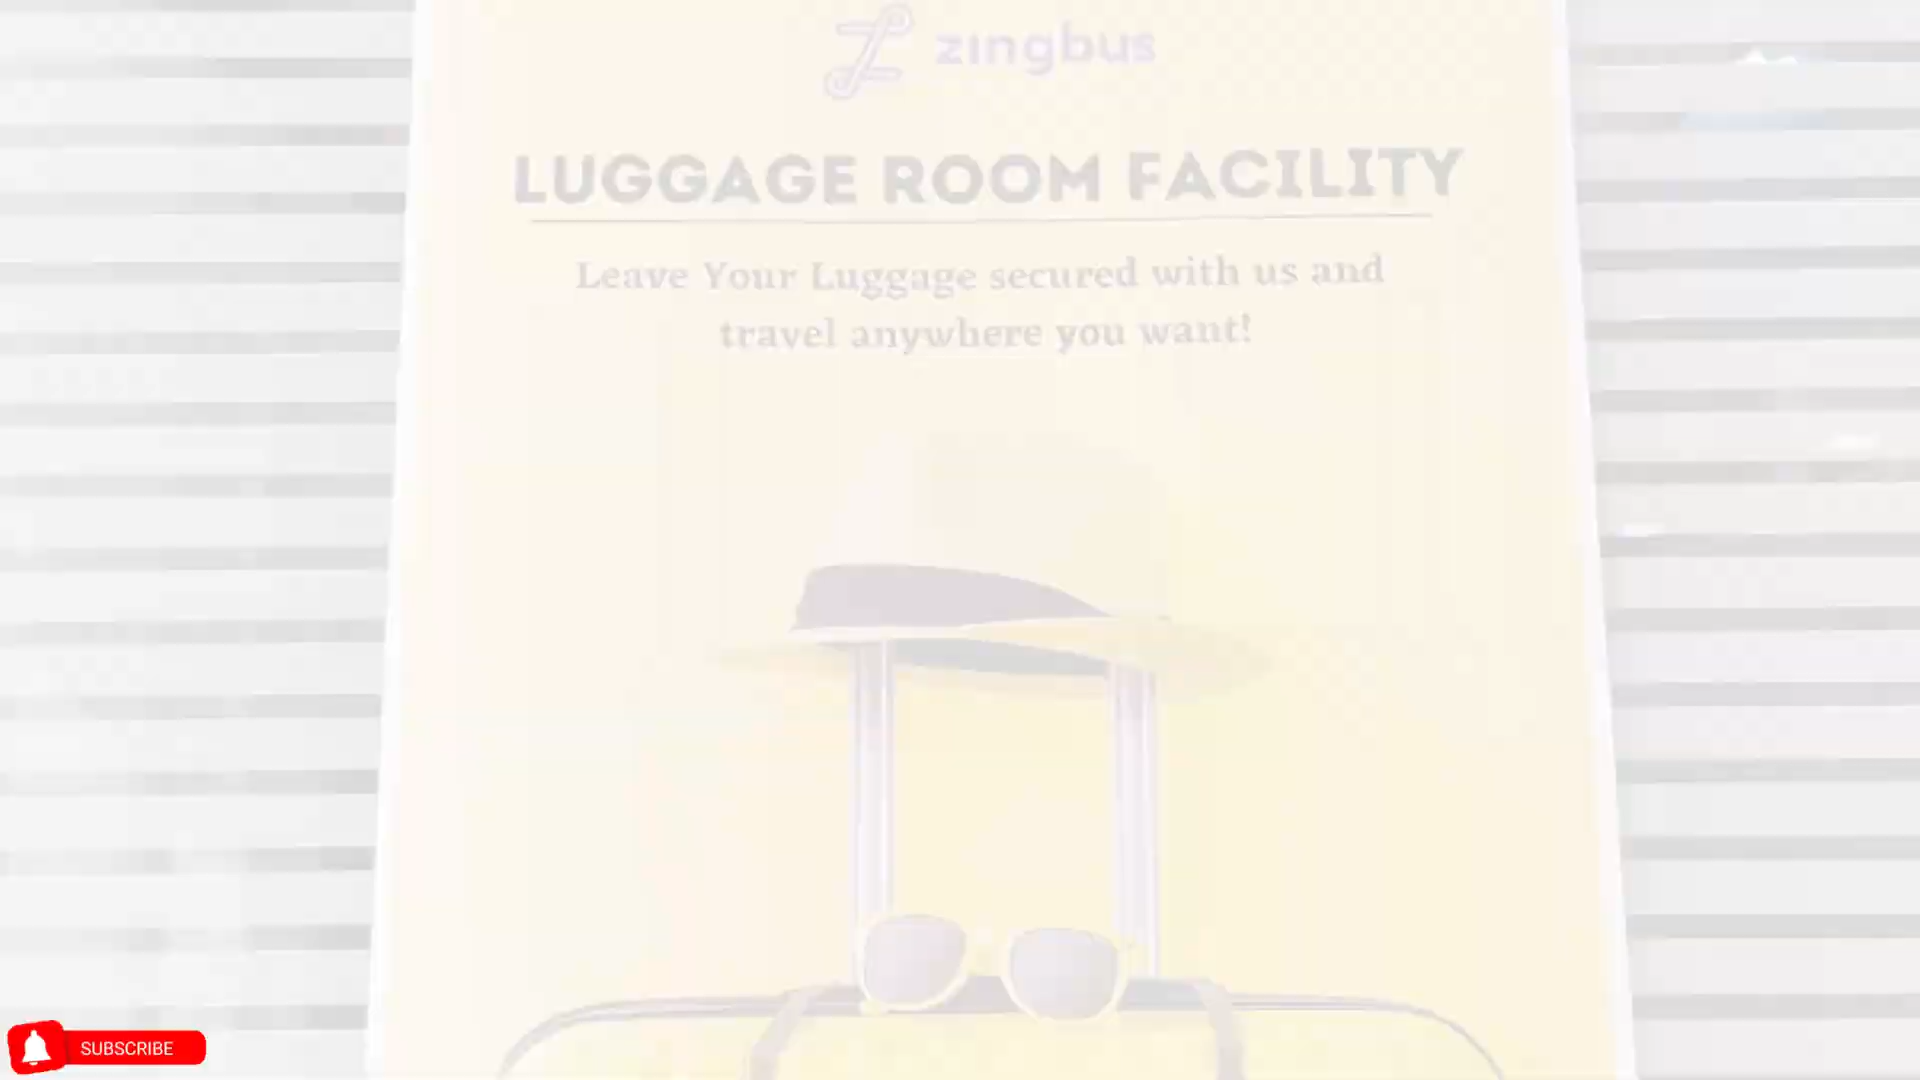 zingbus
LUGGAGE ROOM FACILITY
Leave Your Luggage secured with us and
travel anywhere you want!
SUBSCRIBE